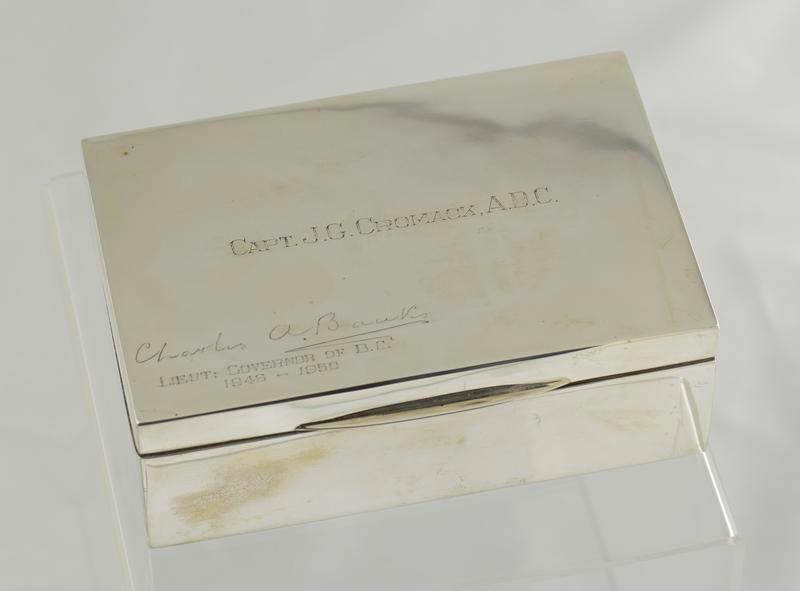 CAPT. J.G. CROMACK, A.D.C.
Charles A. Banks
LIEUT: GOVERNOR OF B.C.
1946 - 1950